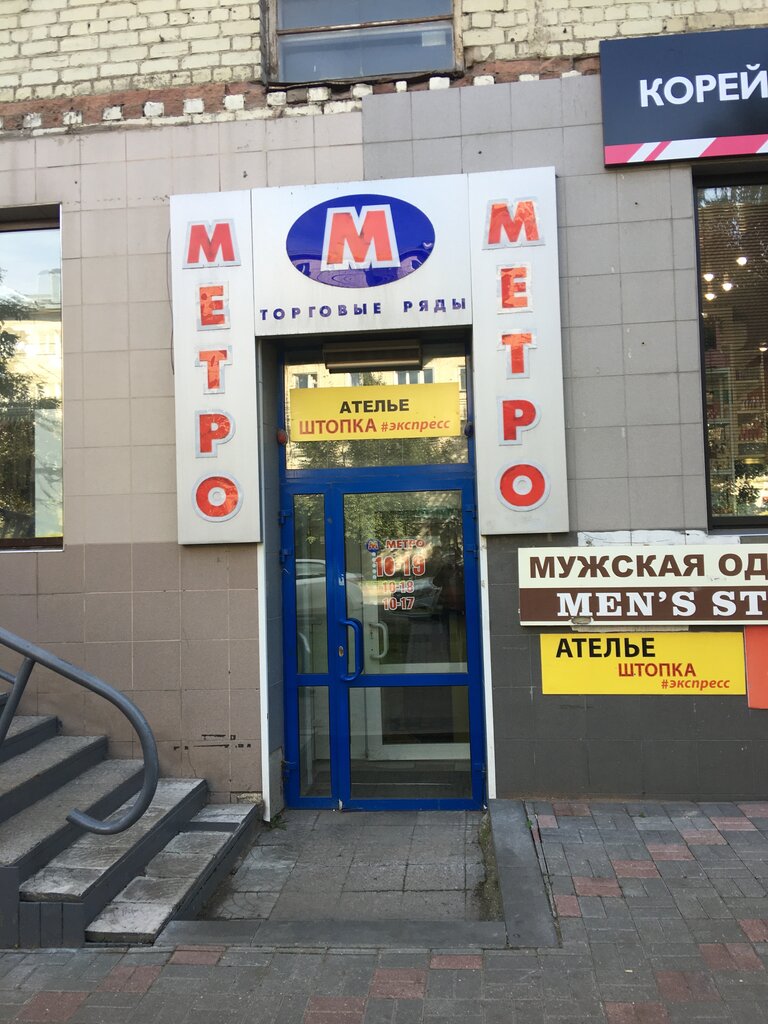 КОРЕЙ
М
МЕТРО
МЕТРО
ТОРГОВЫЕ РЯДЫ
АТЕЛЬЕ
ШТОПКА #экспресс
МЕТРО
10-19
10-18
10-17
МУЖСКАЯ ОД
MEN'S ST
АТЕЛЬЕ
ШТОПКА
#экспресс